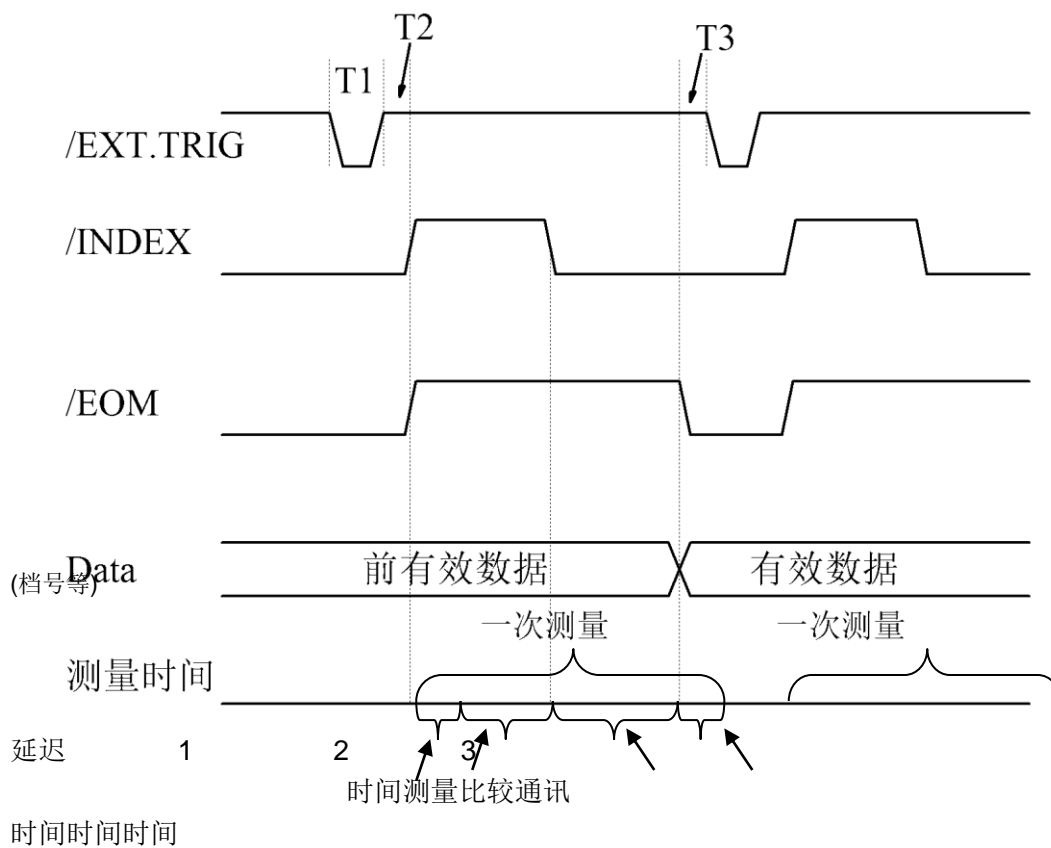 T2
T3
T1
/EXT.TRIG
/INDEX
/EOM
Data
(档号等)
前有效数据
有效数据
一次测量
一次测量
测量时间
延迟 1 2 3
时间测量比较通讯
时间时间时间